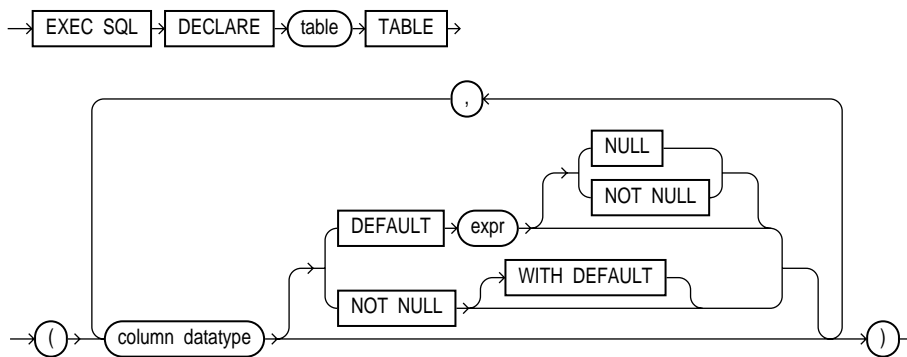 EXEC SQL DECLARE table TABLE
,
NULL
NOT NULL
DEFAULT expr
WITH DEFAULT
NOT NULL
( column datatype )